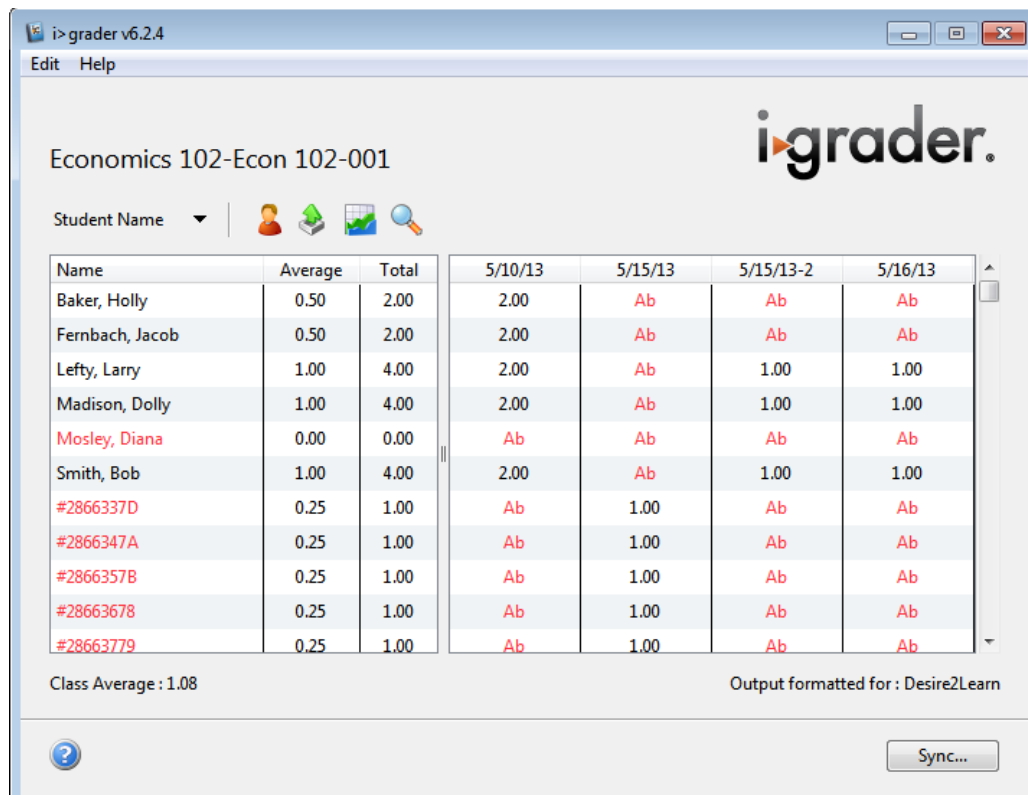 i>grader v6.2.4
Edit Help
i>grader.
Economics 102-Econ 102-001
Student Name
Name Average Total 5/10/13 5/15/13 5/15/13-2 5/16/13
Baker, Holly 0.50 2.00 2.00 Ab Ab Ab
Fernbach, Jacob 0.50 2.00 2.00 Ab Ab Ab
Lefty, Larry 1.00 4.00 2.00 Ab 1.00 1.00
Madison, Dolly 1.00 4.00 2.00 Ab 1.00 1.00
Mosley, Diana 0.00 0.00 Ab Ab Ab Ab
Smith, Bob 1.00 4.00 2.00 Ab 1.00 1.00
#2866337D 0.25 1.00 Ab 1.00 Ab Ab
#2866347A 0.25 1.00 Ab 1.00 Ab Ab
#2866357B 0.25 1.00 Ab 1.00 Ab Ab
#28663678 0.25 1.00 Ab 1.00 Ab Ab
#28663779 0.25 1.00 Ab 1.00 Ab Ab
Class Average : 1.08 Output formatted for : Desire2Learn
? Sync...